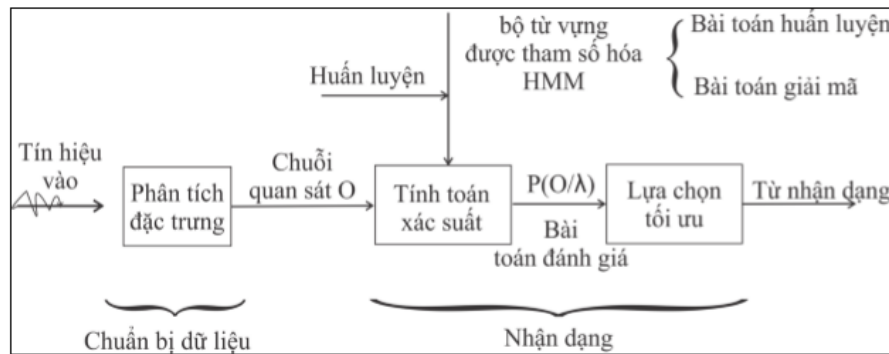 bộ từ vựng
được tham số hóa
HMM
Bài toán huấn luyện
Bài toán giải mã
Huấn luyện
Tín hiệu
vào
Phân tích
đặc trưng
Chuỗi
quan sát O
Tính toán
xác suất
P(O/λ)
Bài
toán đánh giá
Lựa chọn
tối ưu
Từ nhận dạng
Chuẩn bị dữ liệu
Nhận dạng